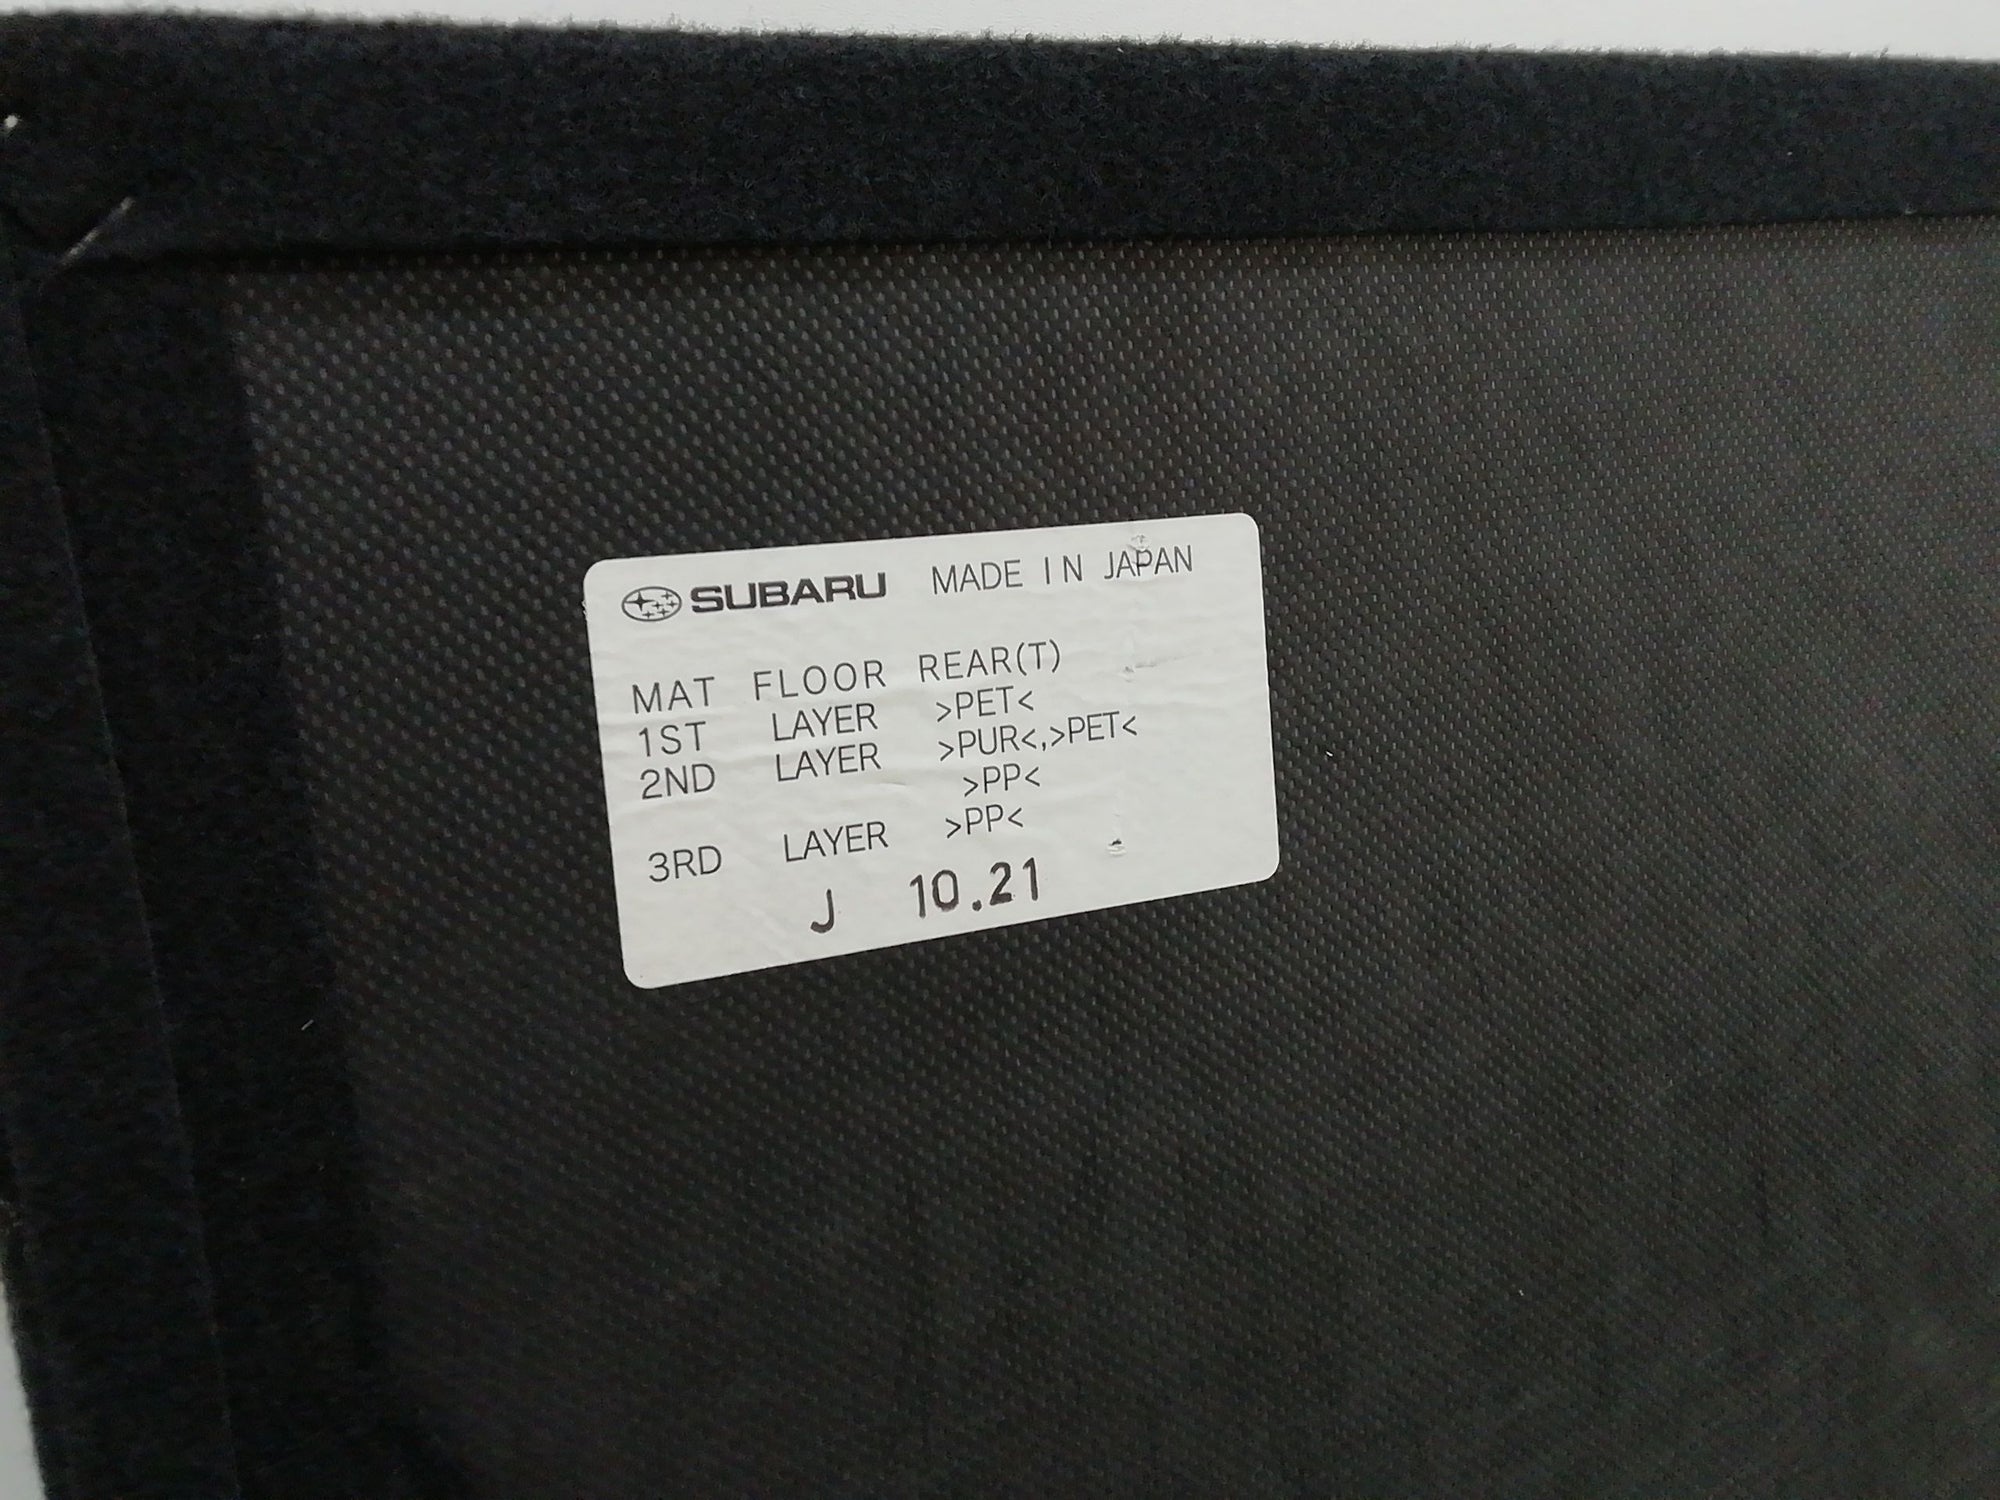 SUBARU MADE IN JAPAN
MAT FLOOR REAR(T)
1ST LAYER >PET<
2ND LAYER >PUR<,>PET<
>PP<
3RD LAYER >PP<
J 10.21